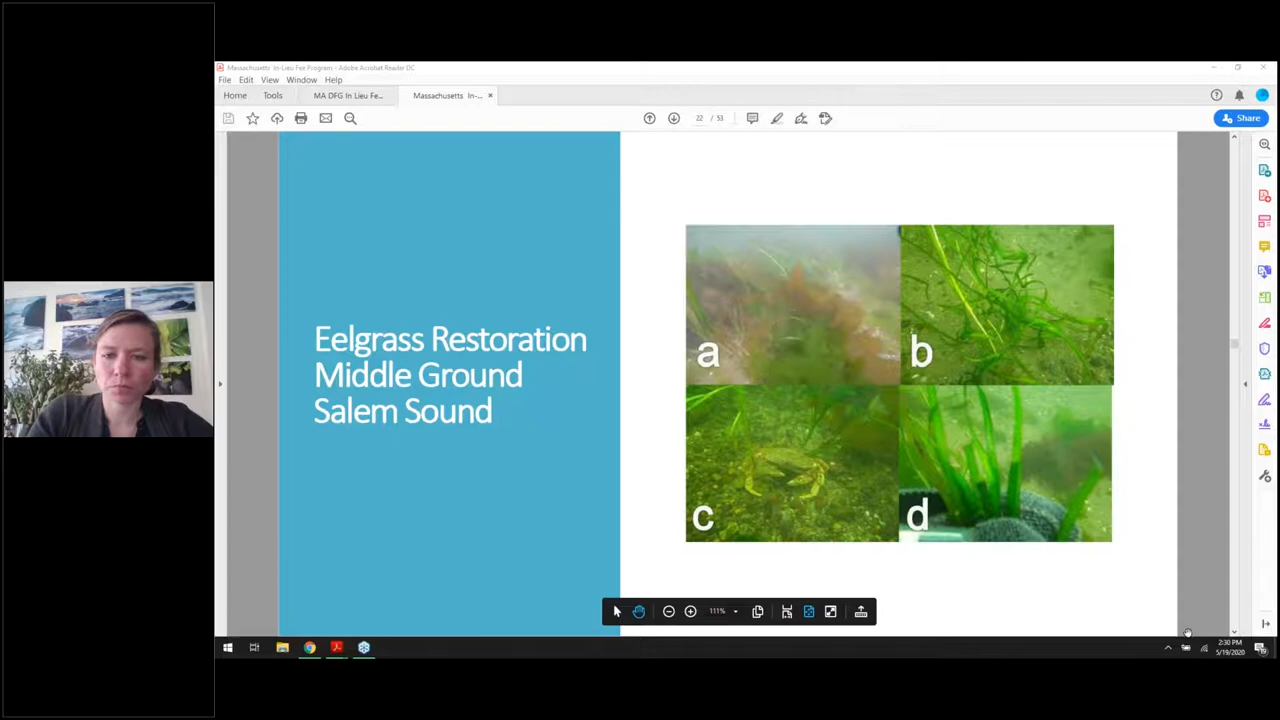 Massachusetts In-Lieu Fee Program - Adobe Acrobat Reader DC
File Edit View Window Help
Home Tools MA DFG In Lieu Fe... Massachusetts In-...
22 / 53
Share
Eelgrass Restoration
Middle Ground
Salem Sound
a
b
c
d
111%
2:30 PM
5/19/2020